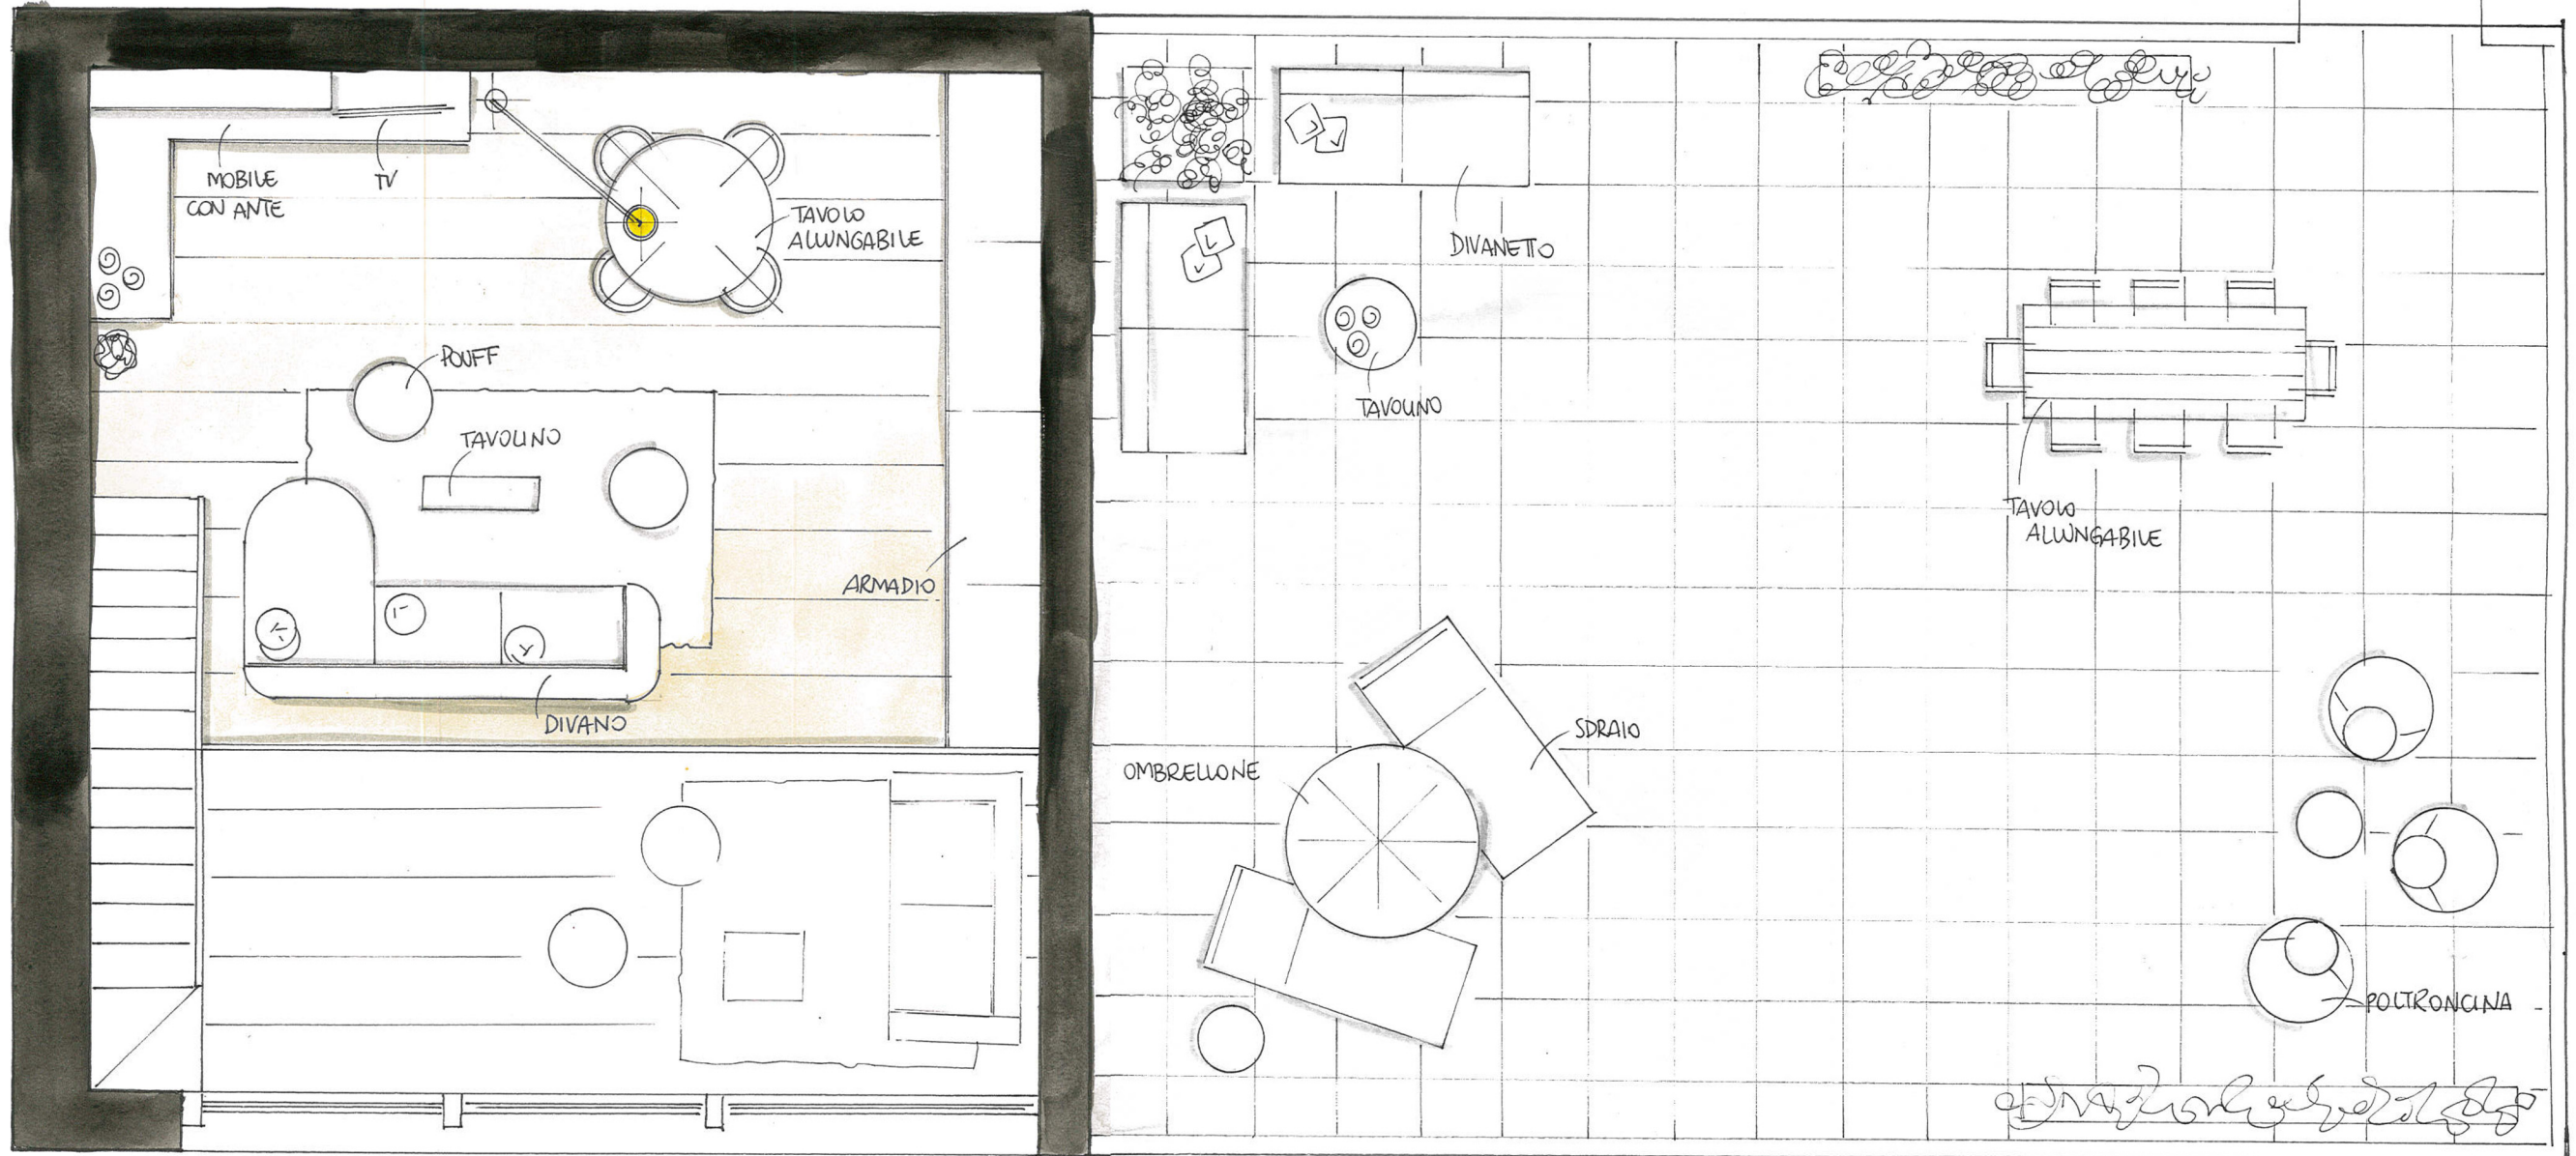 MOBILE
CON ANTE
TV
TAVOLO
ALLUNGABILE
POUFF
TAVOLINO
ARMADIO
DIVANO
DIVANETTO
TAVOLINO
TAVOLO
ALLUNGABILE
OMBRELLONE
SDRAIO
POLTRONCINA